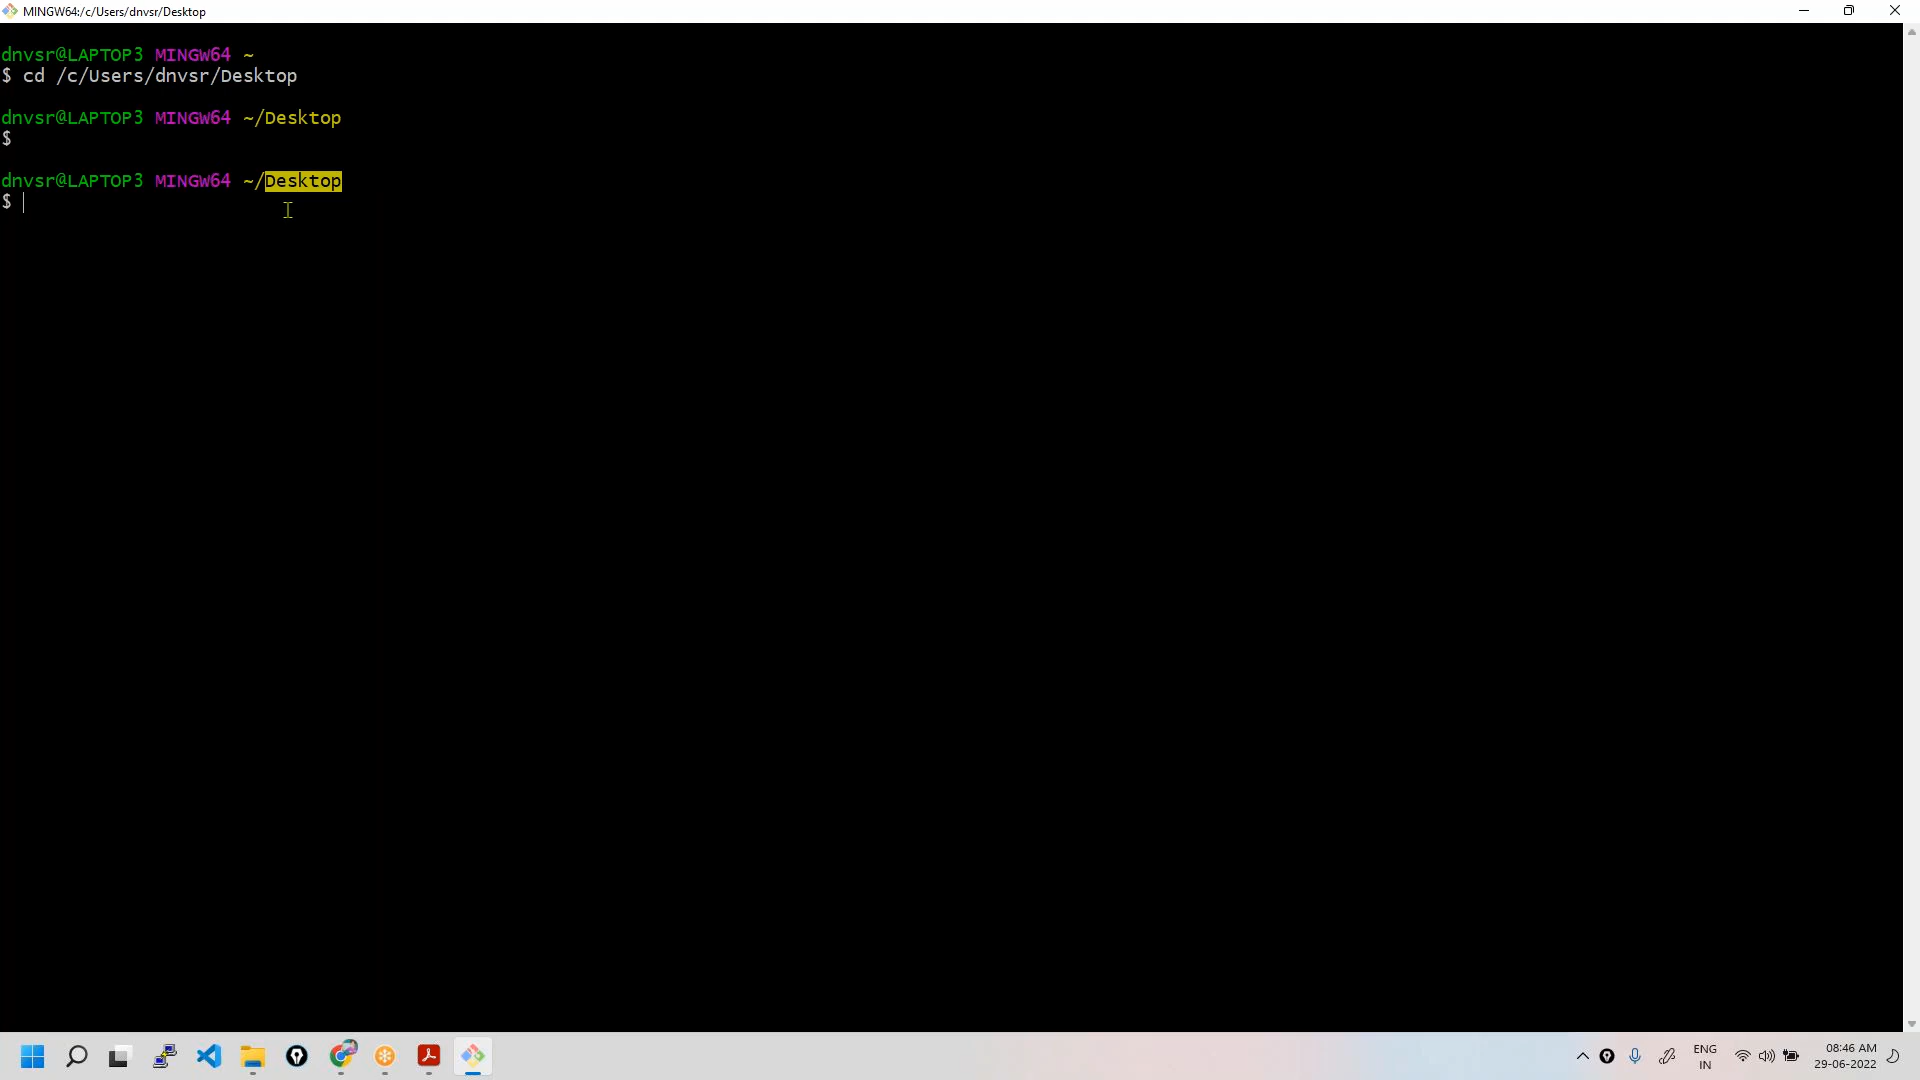 MINGW64:/c/Users/dnvsr/Desktop
dnvsr@LAPTOP3 MINGW64 ~
$ cd /c/Users/dnvsr/Desktop
dnvsr@LAPTOP3 MINGW64 ~/Desktop
$
dnvsr@LAPTOP3 MINGW64 ~/Desktop
$
ENG
IN
08:46 AM
29-06-2022